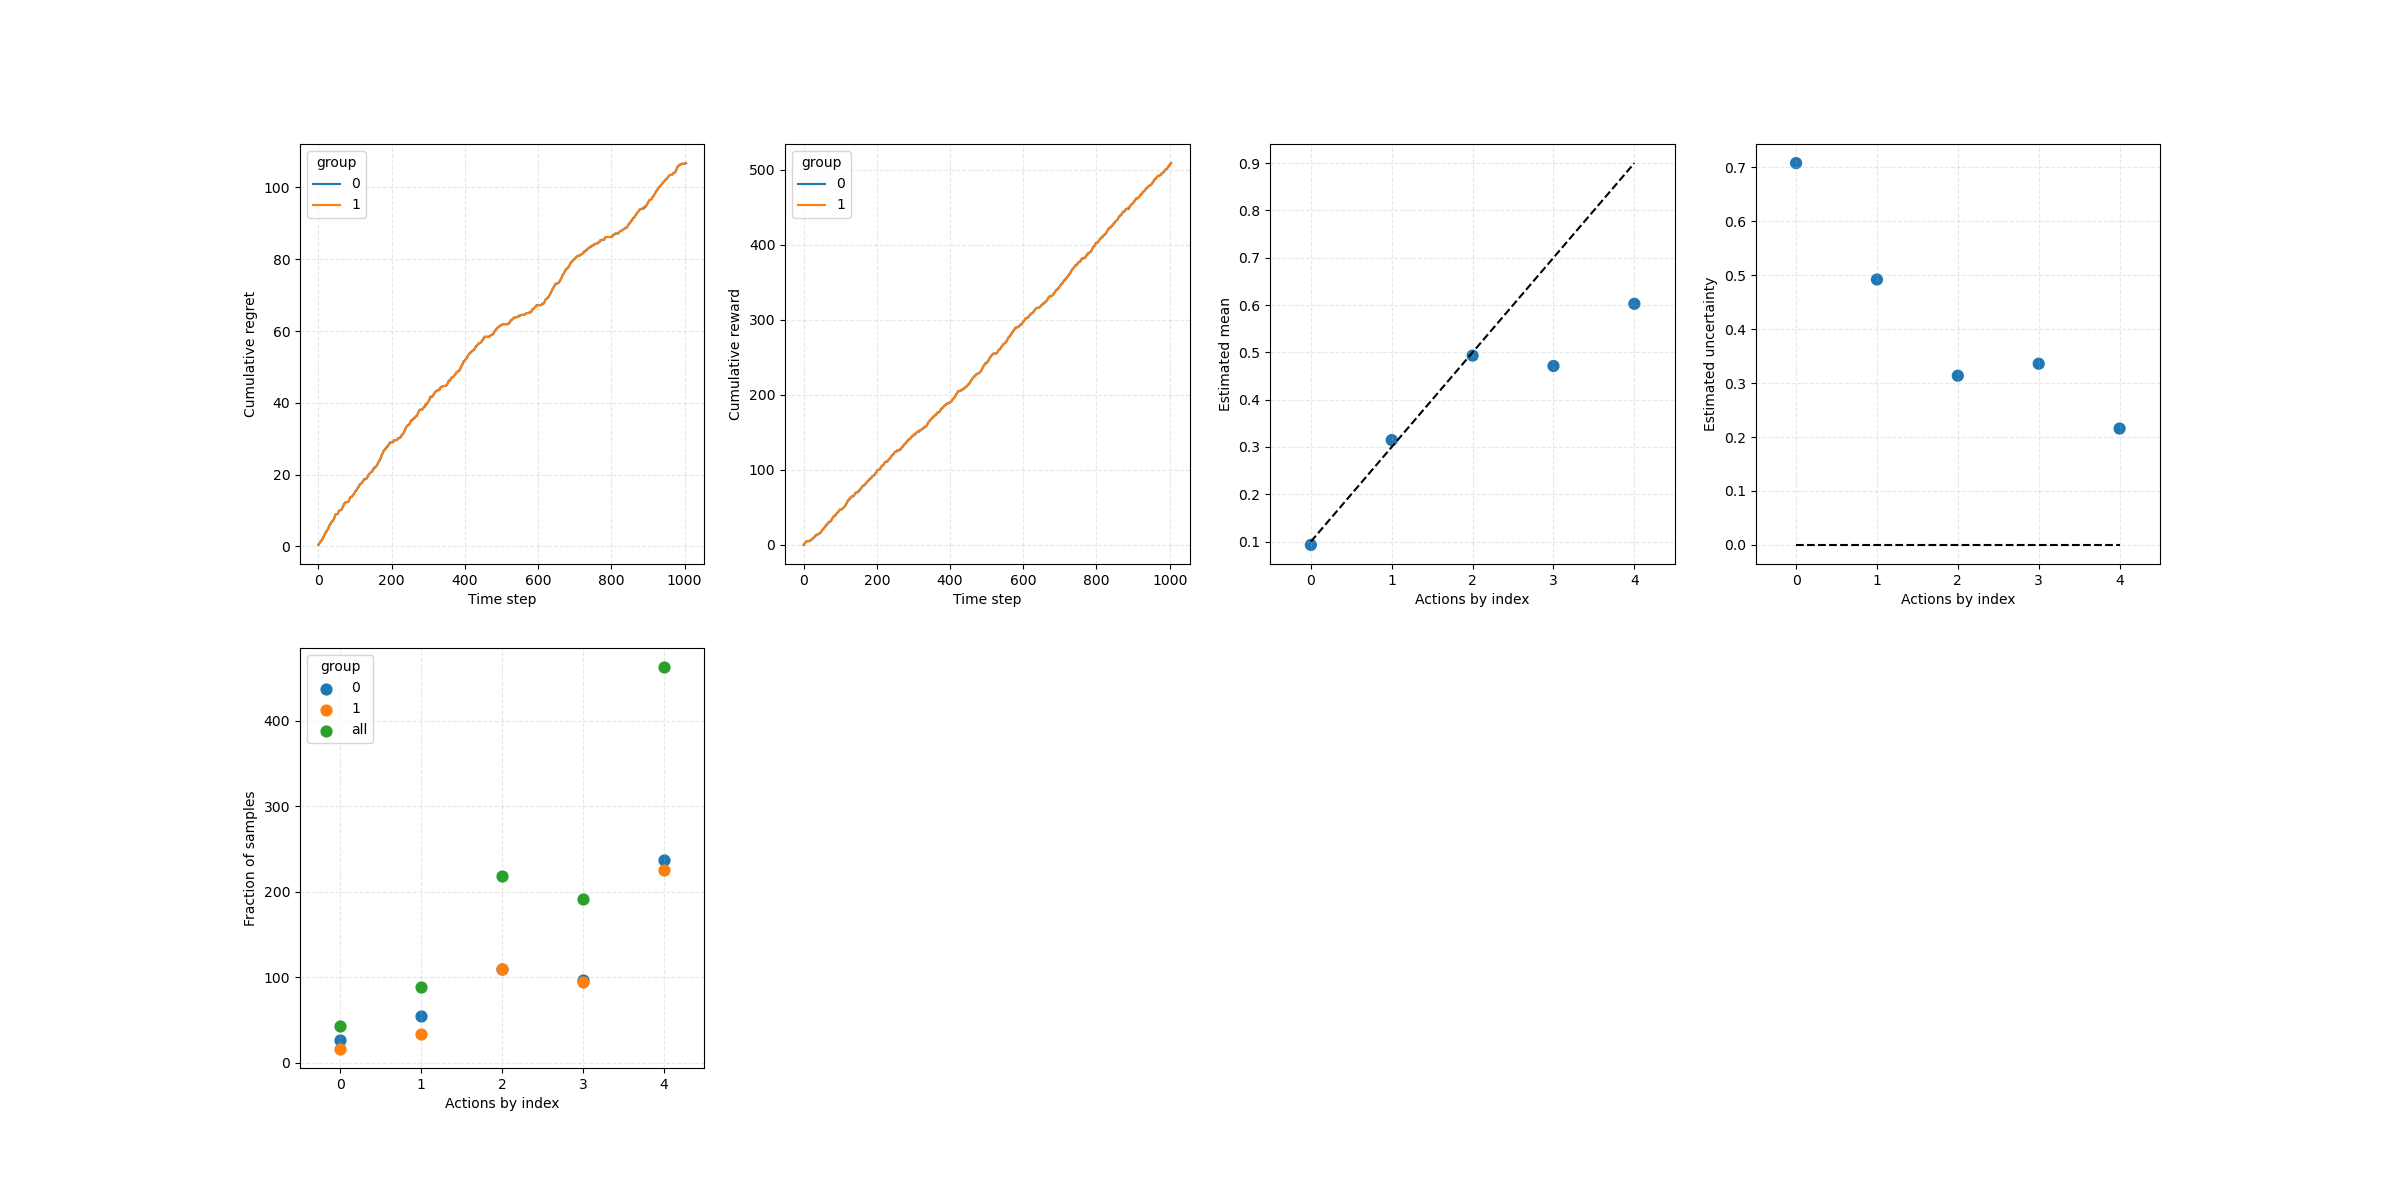 group
0
1
100
80
60
40
20
0
Cumulative regret
0 200 400 600 800 1000
Time step
group
0
1
500
400
300
200
100
0
Cumulative reward
0 200 400 600 800 1000
Time step
0.9
0.8
0.7
0.6
0.5
0.4
0.3
0.2
0.1
Estimated mean
0 1 2 3 4
Actions by index
0.7
0.6
0.5
0.4
0.3
0.2
0.1
0.0
Estimated uncertainty
0 1 2 3 4
Actions by index
group
0
1
all
400
300
200
100
0
Fraction of samples
0 1 2 3 4
Actions by index